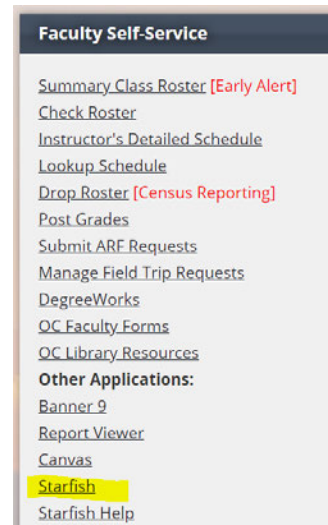 Faculty Self-Service
Summary Class Roster [Early Alert]
Check Roster
Instructor's Detailed Schedule
Lookup Schedule
Drop Roster [Census Reporting]
Post Grades
Submit ARF Requests
Manage Field Trip Requests
DegreeWorks
OC Faculty Forms
OC Library Resources
Other Applications:
Banner 9
Report Viewer
Canvas
Starfish
Starfish Help